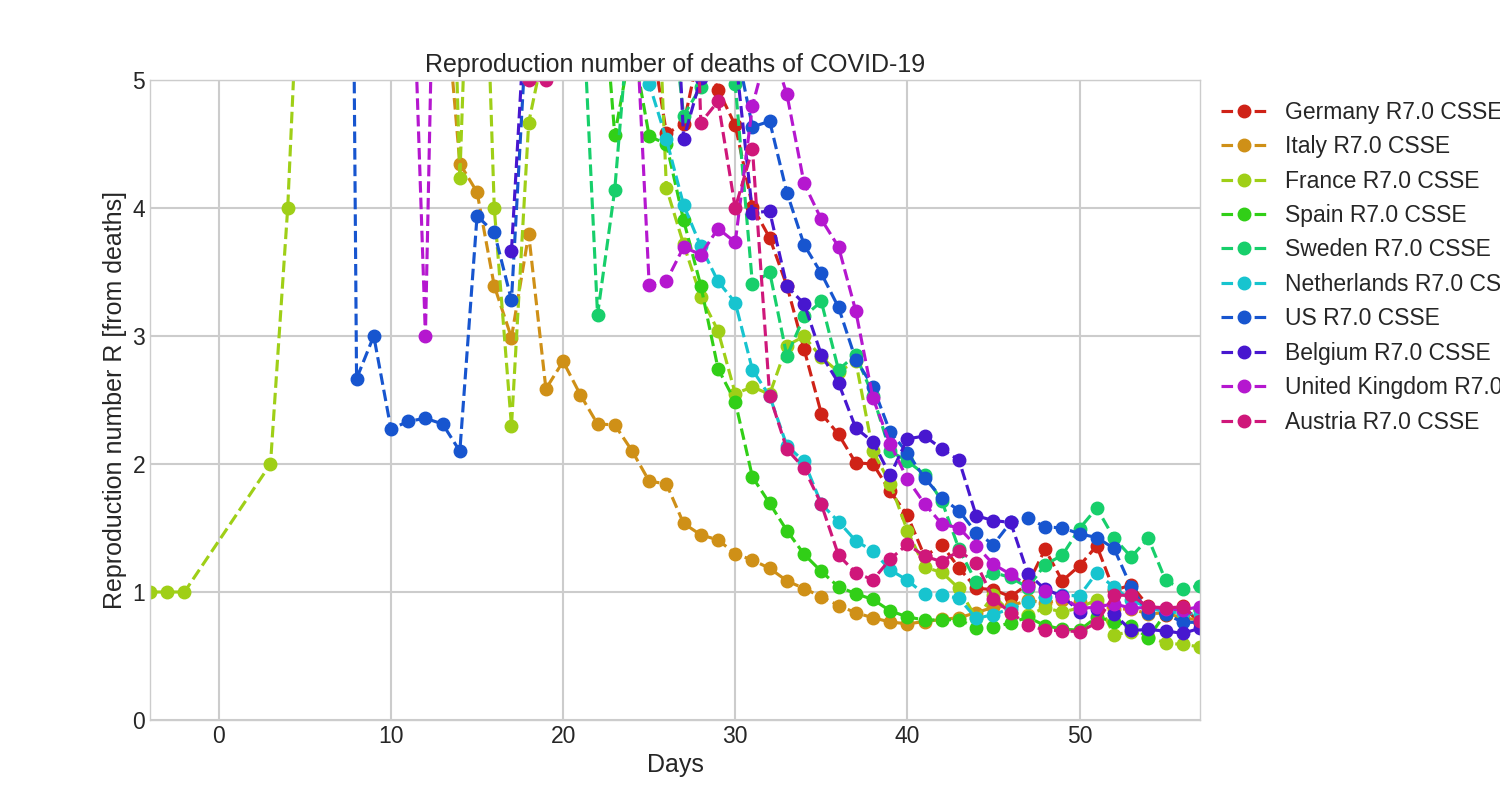 Reproduction number of deaths of COVID-19
Reproduction number R [from deaths]
5
4
3
2
1
0
0 10 20 30 40 50
Days
Germany R7.0 CSSE
Italy R7.0 CSSE
France R7.0 CSSE
Spain R7.0 CSSE
Sweden R7.0 CSSE
Netherlands R7.0 CS
US R7.0 CSSE
Belgium R7.0 CSSE
United Kingdom R7.0
Austria R7.0 CSSE